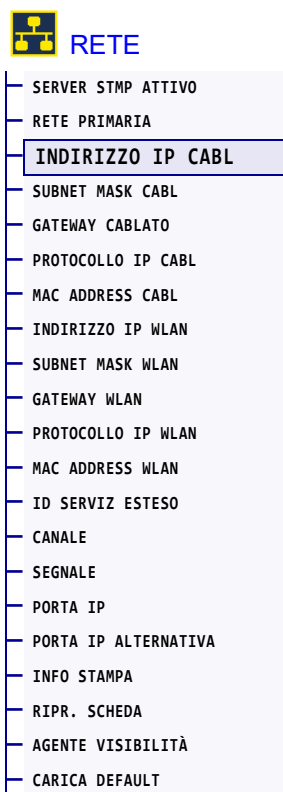 RETE
SERVER STMP ATTIVO
RETE PRIMARIA
INDIRIZZO IP CABL
SUBNET MASK CABL
GATEWAY CABLATO
PROTOCOLLO IP CABL
MAC ADDRESS CABL
INDIRIZZO IP WLAN
SUBNET MASK WLAN
GATEWAY WLAN
PROTOCOLLO IP WLAN
MAC ADDRESS WLAN
ID SERVIZ ESTESO
CANALE
SEGNALE
PORTA IP
PORTA IP ALTERNATIVA
INFO STAMPA
RIPR. SCHEDA
AGENTE VISIBILITÀ
CARICA DEFAULT